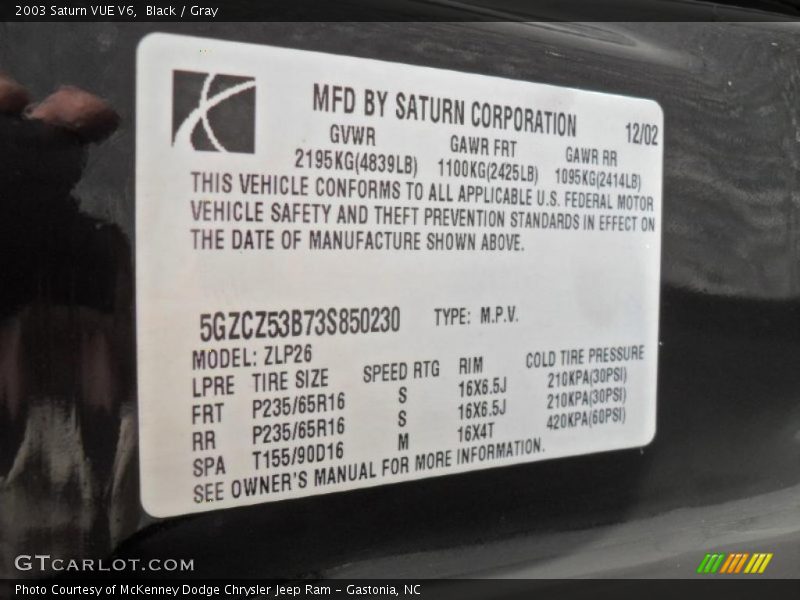 2003 Saturn VUE V6, Black / Gray
MFD BY SATURN CORPORATION 12/02
GVWR GAWR FRT GAWR RR
2195KG(4839LB) 1100KG(2425LB) 1095KG(2414LB)
THIS VEHICLE CONFORMS TO ALL APPLICABLE U.S. FEDERAL MOTOR
VEHICLE SAFETY AND THEFT PREVENTION STANDARDS IN EFFECT ON
THE DATE OF MANUFACTURE SHOWN ABOVE.
5GZCZ53B73S850230 TYPE: M.P.V.
MODEL: ZLP26
LPRE TIRE SIZE SPEED RTG RIM COLD TIRE PRESSURE
FRT P235/65R16 S 16X6.5J 210KPA(30PSI)
RR P235/65R16 S 16X6.5J 210KPA(30PSI)
SPA T155/90D16 M 16X4T 420KPA(60PSI)
SEE OWNER'S MANUAL FOR MORE INFORMATION.
GTCARLOT.COM
Photo Courtesy of McKenney Dodge Chrysler Jeep Ram - Gastonia, NC